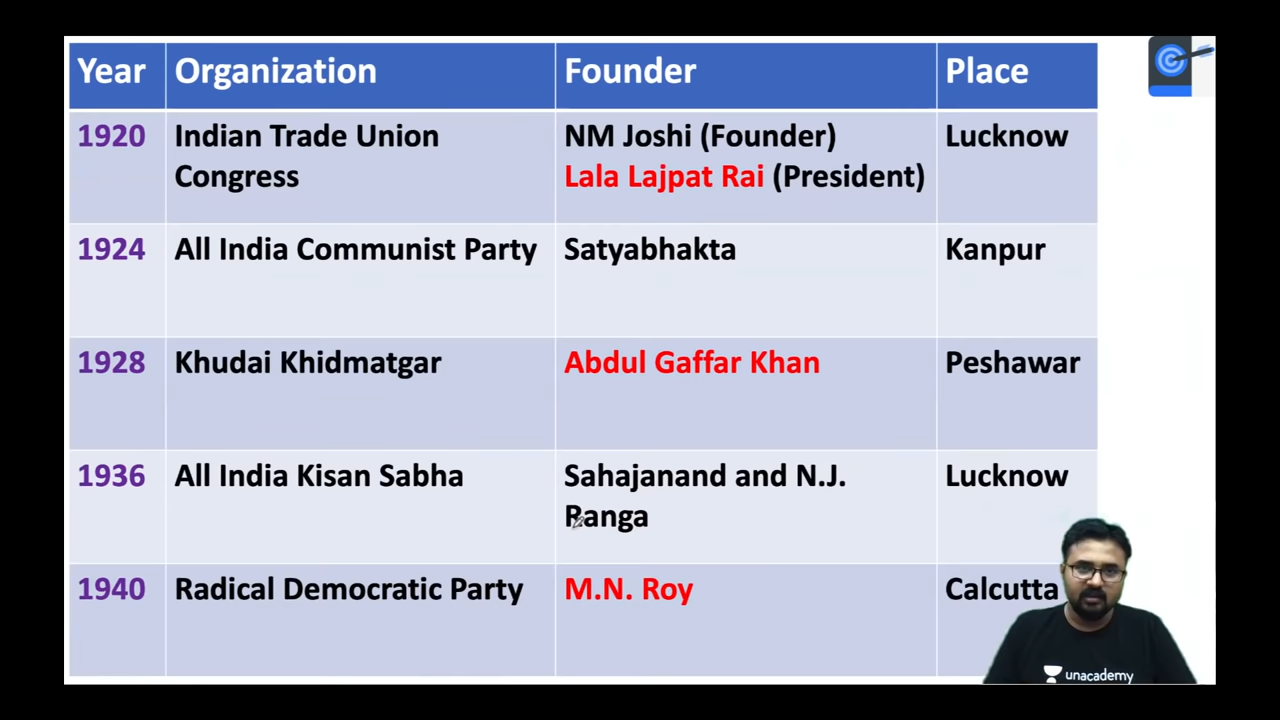 Year Organization Founder Place
1920 Indian Trade Union NM Joshi (Founder) Lucknow
Congress Lala Lajpat Rai (President)
1924 All India Communist Party Satyabhakta Kanpur
1928 Khudai Khidmatgar Abdul Gaffar Khan Peshawar
1936 All India Kisan Sabha Sahajanand and N.J. Lucknow
Ranga
1940 Radical Democratic Party M.N. Roy Calcutta
unacademy